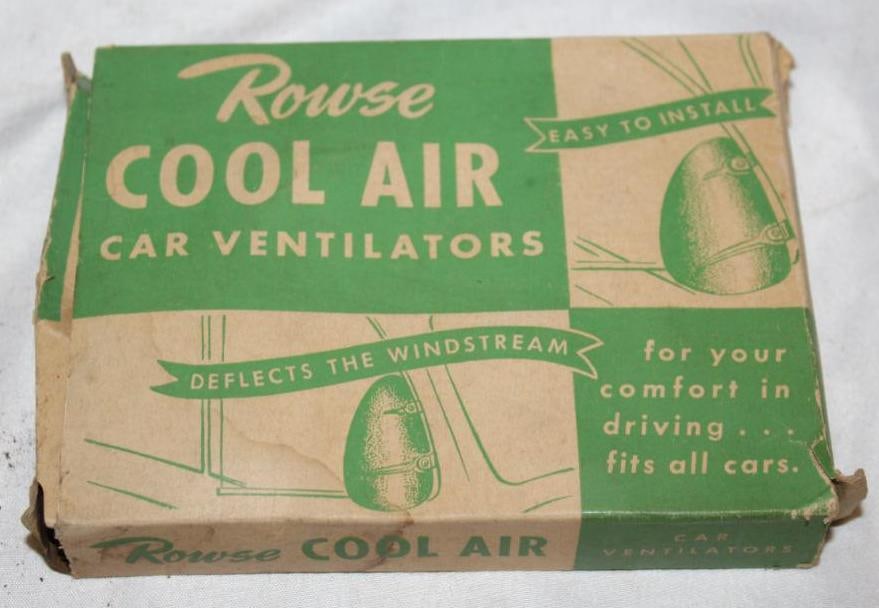 Rowse
COOL AIR
CAR VENTILATORS
EASY TO INSTALL
DEFLECTS THE WINDSTREAM
for your
comfort in
driving . . .
fits all cars.
Rowse COOL AIR
CAR
VENTILATORS